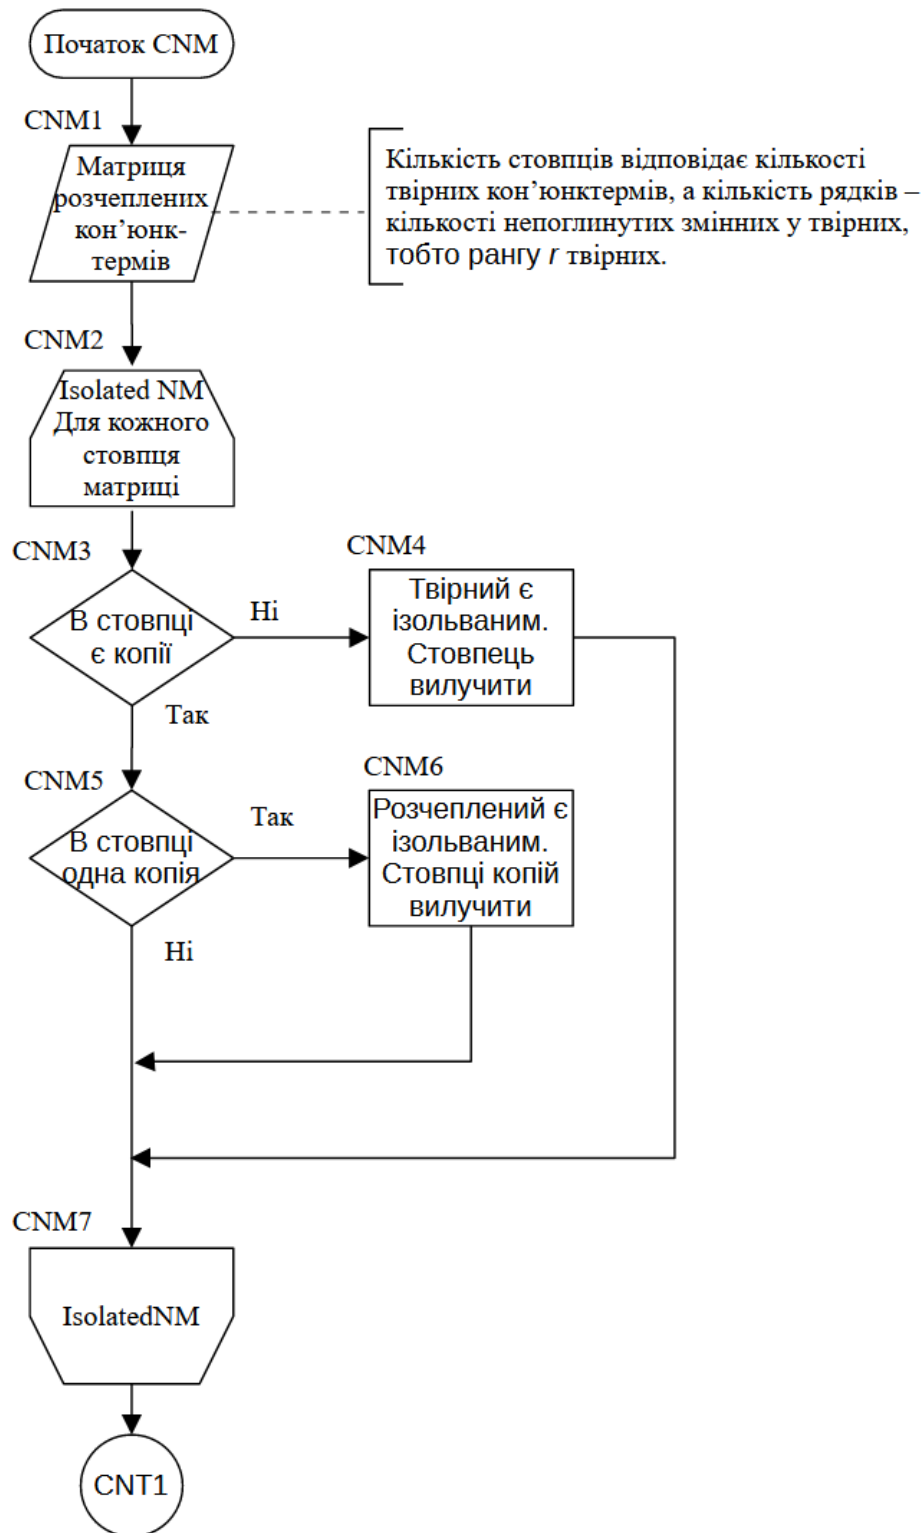 Початок CNM
CNM1
Матриця
розчеплених
кон’юнк-
термів
Кількість стовпців відповідає кількості
твірних кон’юнктермів, а кількість рядків –
кількості непоглинутих змінних у твірних,
тобто рангу r твірних.
CNM2
Isolated NM
Для кожного
стовпця
матриці
CNM3
В стовпці
є копії
Ні
CNM4
Твірний є
ізольваним.
Стовпець
вилучити
Так
CNM5
В стовпці
одна копія
Так
CNM6
Розчеплений є
ізольваним.
Стовпці копій
вилучити
Ні
CNM7
IsolatedNM
CNT1